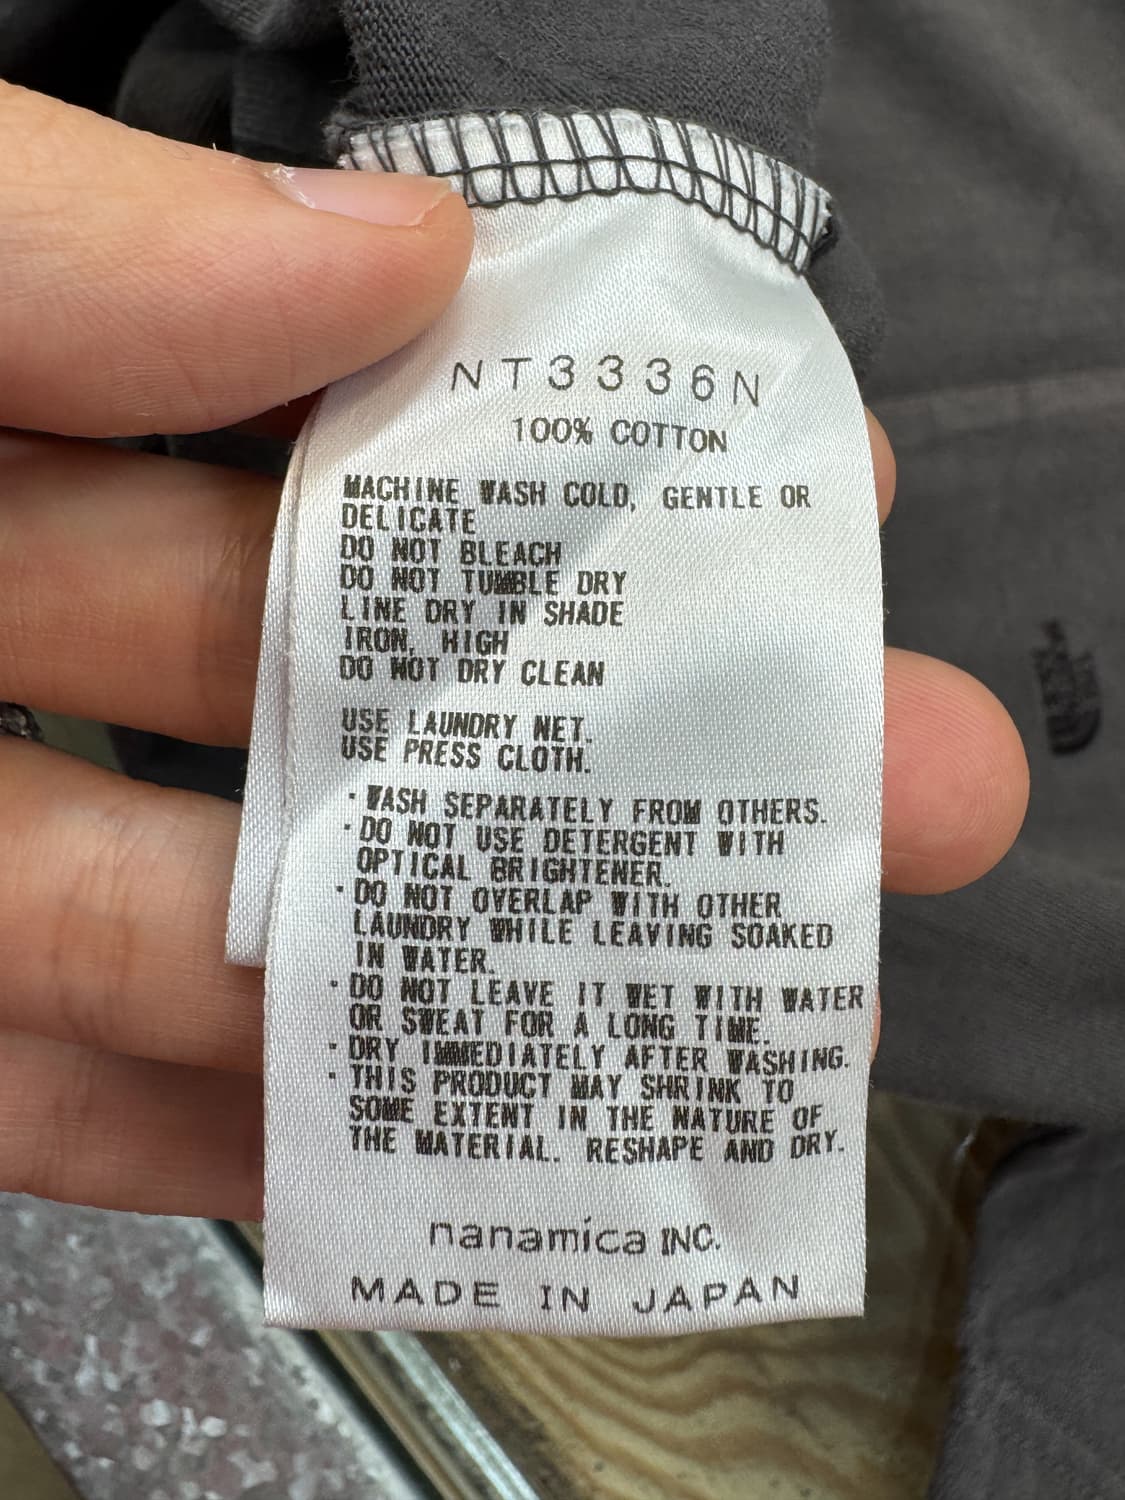 NT3336N
100% COTTON
MACHINE WASH COLD, GENTLE OR
DELICATE
DO NOT BLEACH
DO NOT TUMBLE DRY
LINE DRY IN SHADE
IRON, HIGH
DO NOT DRY CLEAN
USE LAUNDRY NET.
USE PRESS CLOTH.
・WASH SEPARATELY FROM OTHERS.
・DO NOT USE DETERGENT WITH
OPTICAL BRIGHTENER.
・DO NOT OVERLAP WITH OTHER
LAUNDRY WHILE LEAVING SOAKED
IN WATER.
・DO NOT LEAVE IT WET WITH WATER
OR SWEAT FOR A LONG TIME.
・DRY IMMEDIATELY AFTER WASHING.
・THIS PRODUCT MAY SHRINK TO
SOME EXTENT IN THE NATURE OF
THE MATERIAL. RESHAPE AND DRY.
nanamica INC.
MADE IN JAPAN